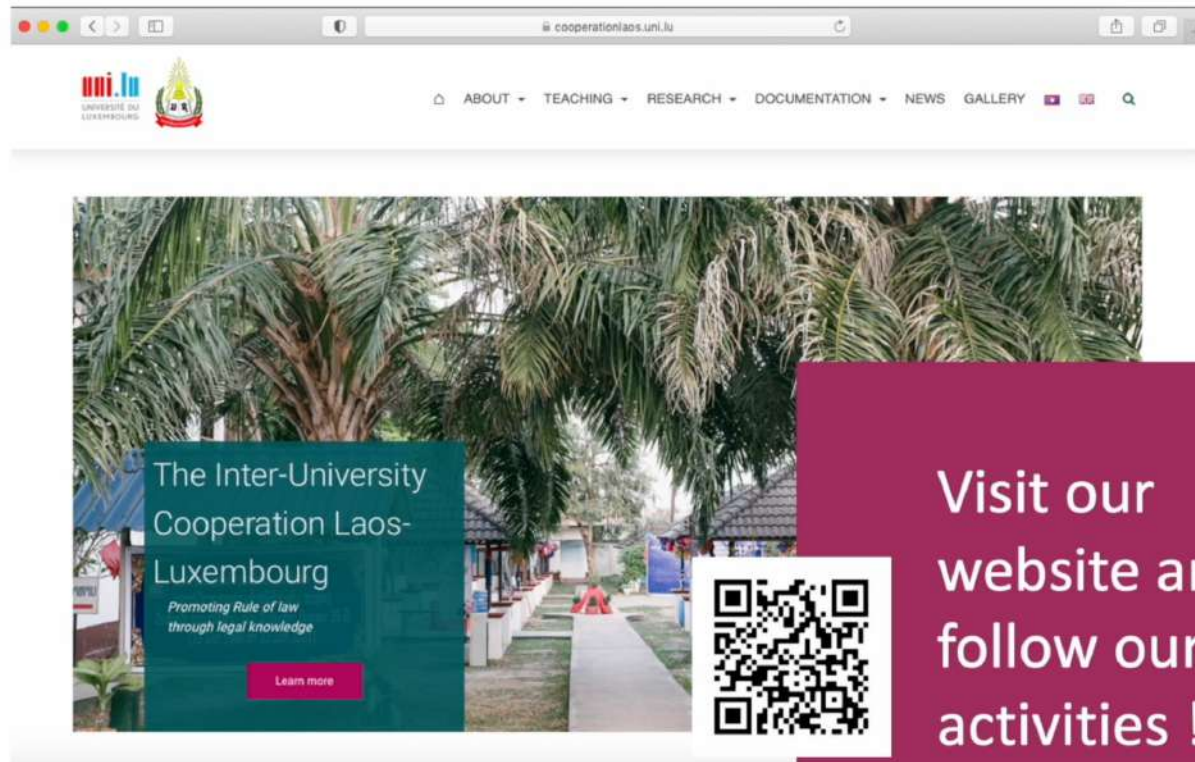 cooperationlaos.uni.lu
uni.lu
UNIVERSITÉ DU
LUXEMBOURG
ABOUT TEACHING RESEARCH DOCUMENTATION NEWS GALLERY
The Inter-University
Cooperation Laos-
Luxembourg
Promoting Rule of law
through legal knowledge
Learn more
Visit our
website a
follow our
activities !